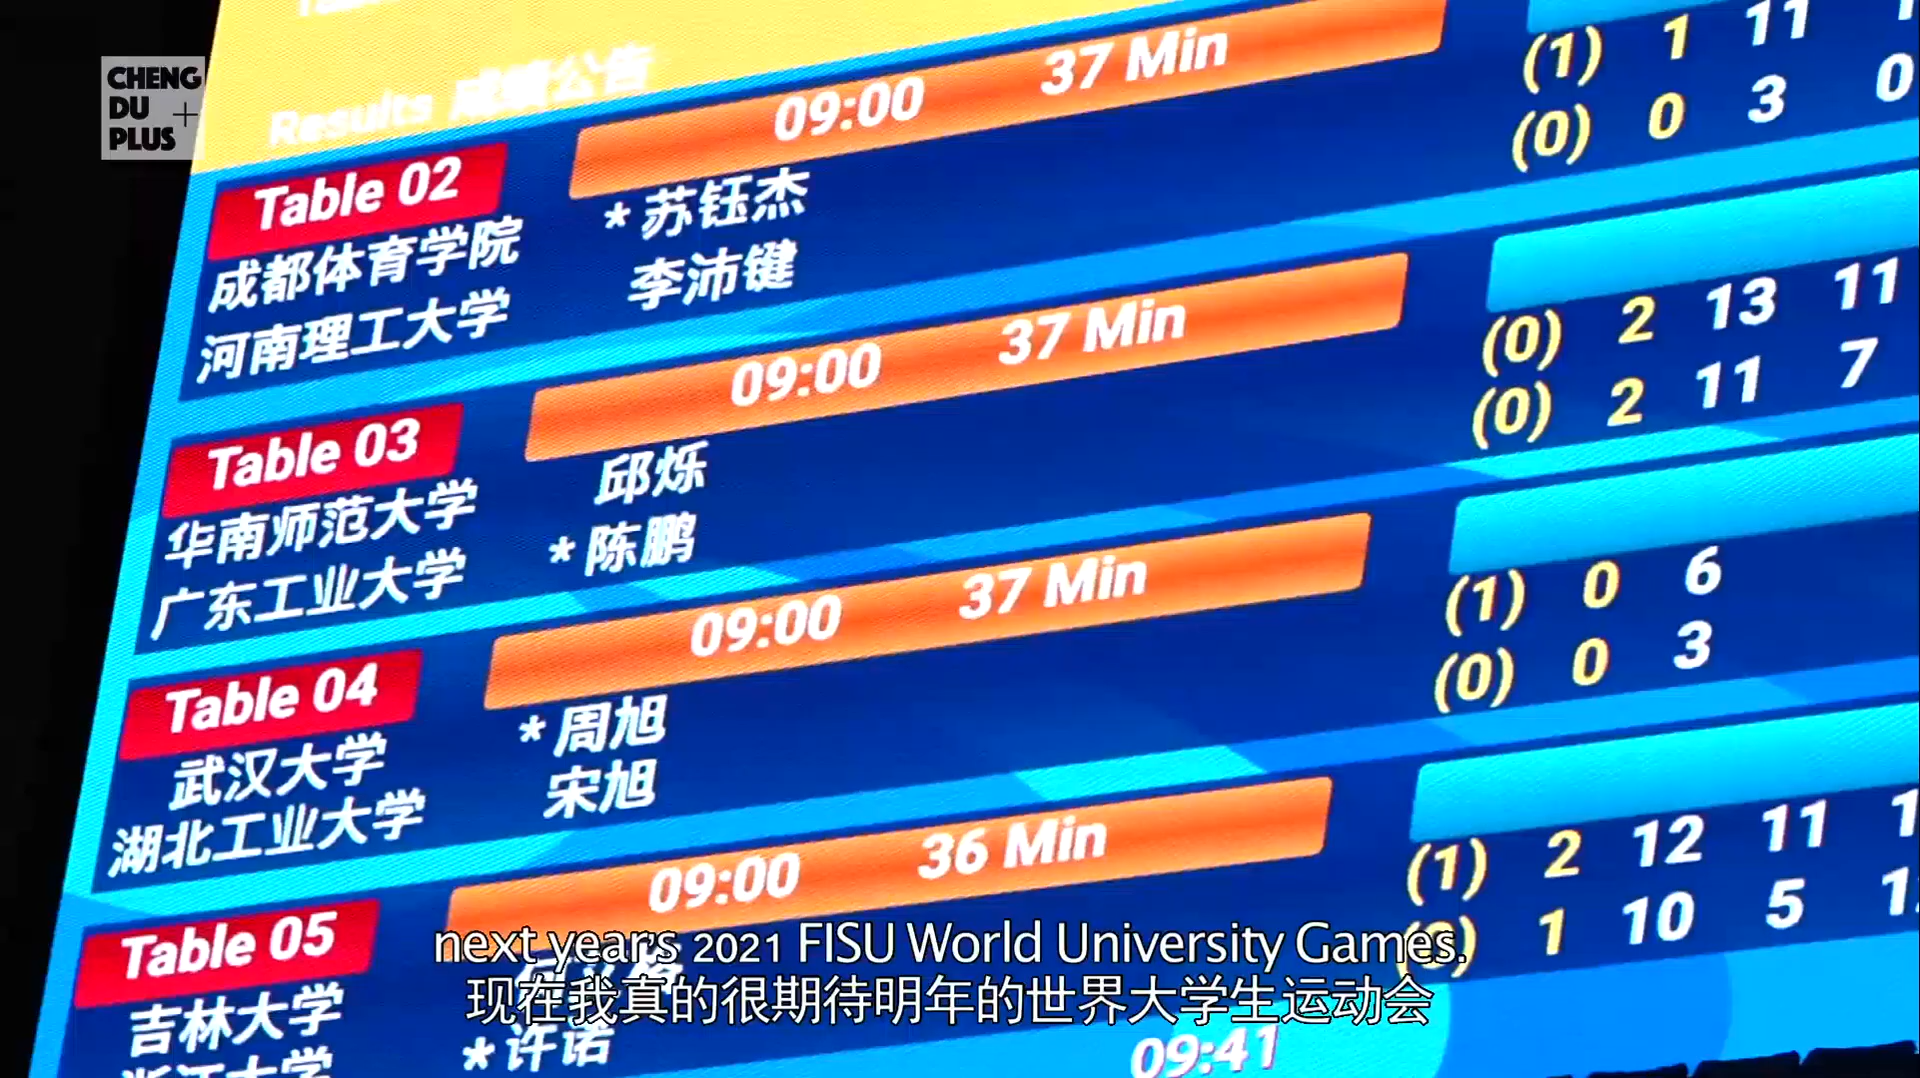 CHENG
DU +
PLUS
Results 成绩公告
09:00 37 Min
Table 02
(1) 1 11
成都体育学院 * 苏钰杰 (0) 0 3 0
河南理工大学 李沛键
09:00 37 Min
Table 03
华南师范大学 邱烁 (0) 2 13 11
广东工业大学 * 陈鹏 (0) 2 11 7
09:00 37 Min
Table 04
武汉大学 * 周旭 (1) 0 6
湖北工业大学 宋旭 (0) 0 3
09:00 36 Min
Table 05
吉林大学 (1) 2 12 11
浙江大学 * 许诺 1 10 5
09:41
next year's 2021 FISU World University Games.
现在我真的很期待明年的世界大学生运动会